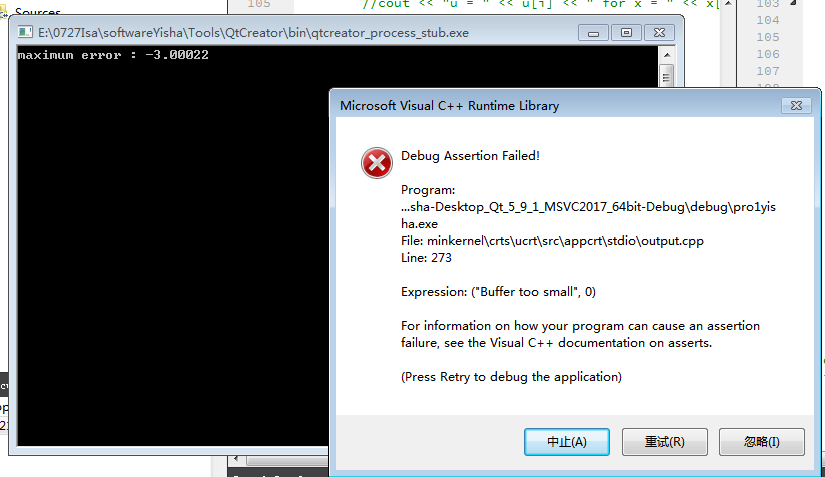 Sources
105 //cout << "u = " << u[i] << " for x = " << x[
103
104
105
106
107
E:\0727Isa\softwareYisha\Tools\QtCreator\bin\qtcreator_process_stub.exe
maximum error : -3.00022
Microsoft Visual C++ Runtime Library
Debug Assertion Failed!
Program:
...sha-Desktop_Qt_5_9_1_MSVC2017_64bit-Debug\debug\pro1yis
ha.exe
File: minkernel\crts\ucrt\src\appcrt\stdio\output.cpp
Line: 273
Expression: ("Buffer too small", 0)
For information on how your program can cause an assertion
failure, see the Visual C++ documentation on asserts.
(Press Retry to debug the application)
中止(A)
重试(R)
忽略(I)